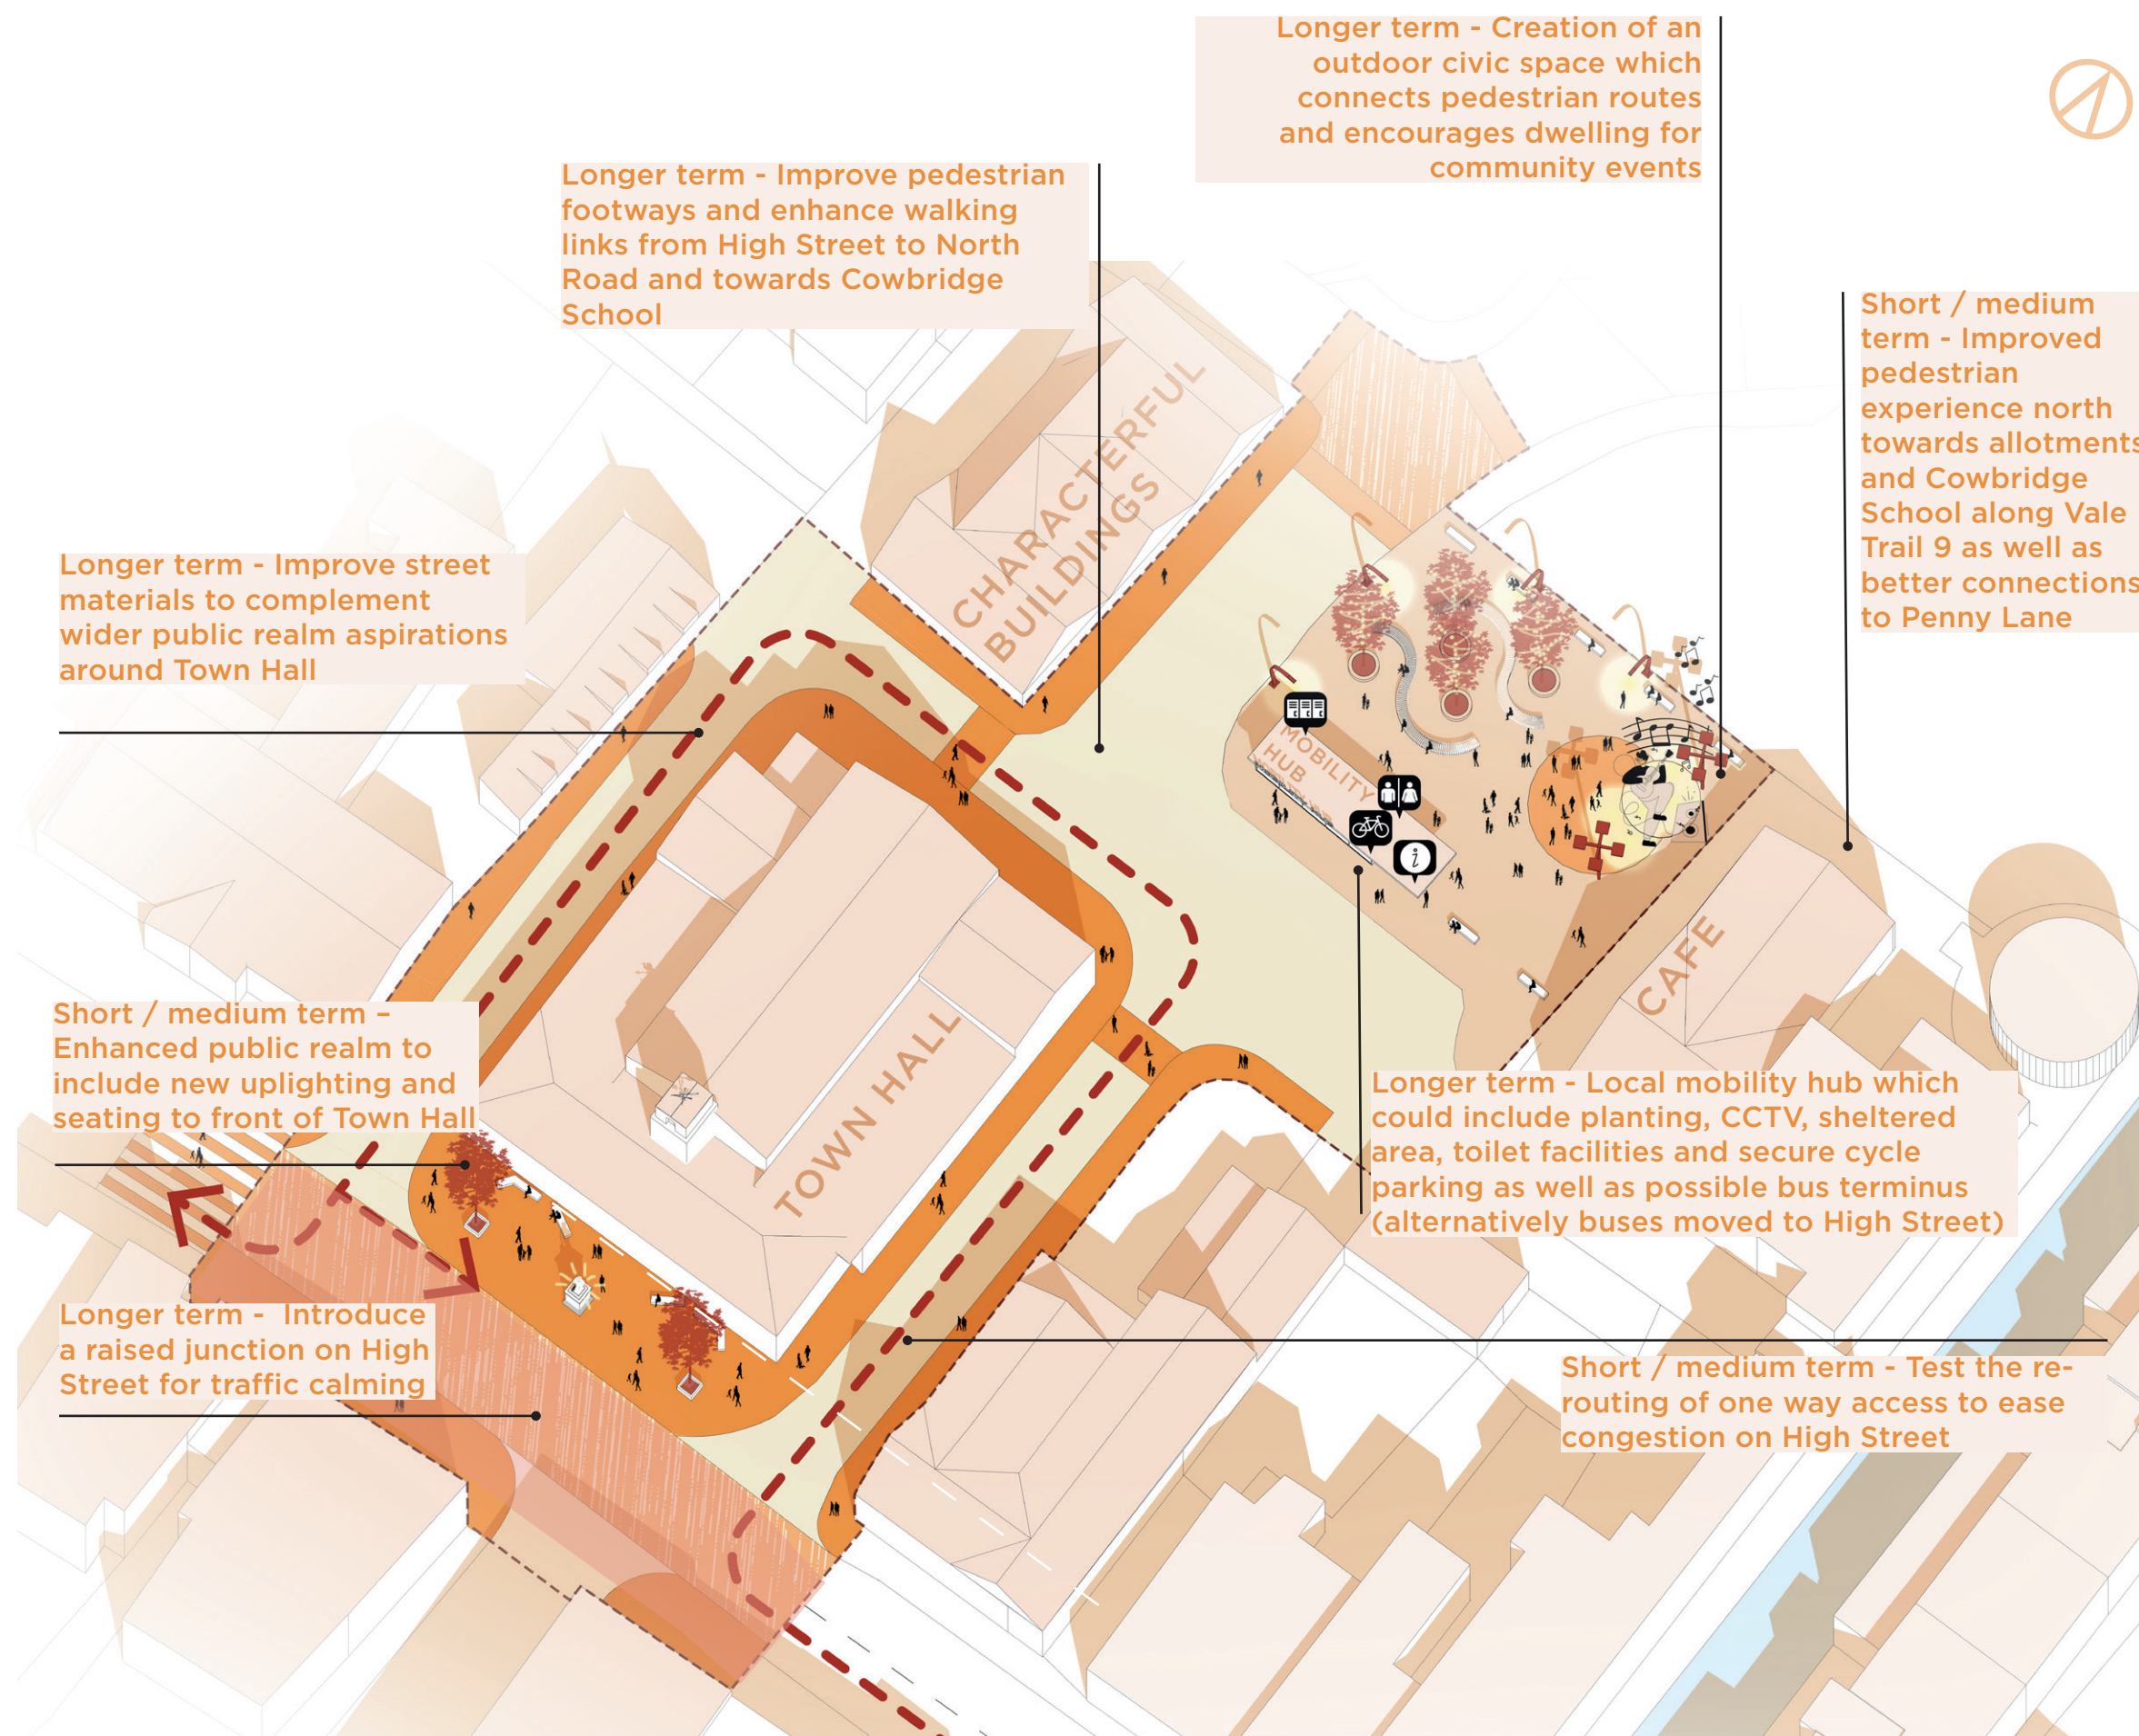 Longer term - Creation of an
outdoor civic space which
connects pedestrian routes
and encourages dwelling for
community events
Longer term - Improve pedestrian
footways and enhance walking
links from High Street to North
Road and towards Cowbridge
School
Short / medium
term - Improved
pedestrian
experience north
towards allotments
and Cowbridge
School along Vale
Trail 9 as well as
better connections
to Penny Lane
CHARACTERFUL
BUILDINGS
Longer term - Improve street
materials to complement
wider public realm aspirations
around Town Hall
MOBILITY
HUB
i
CAFE
Short / medium term –
Enhanced public realm to
include new uplighting and
seating to front of Town Hall
TOWN HALL
Longer term - Local mobility hub which
could include planting, CCTV, sheltered
area, toilet facilities and secure cycle
parking as well as possible bus terminus
(alternatively buses moved to High Street)
Longer term -  Introduce
a raised junction on High
Street for traffic calming
Short / medium term - Test the re-
routing of one way access to ease
congestion on High Street